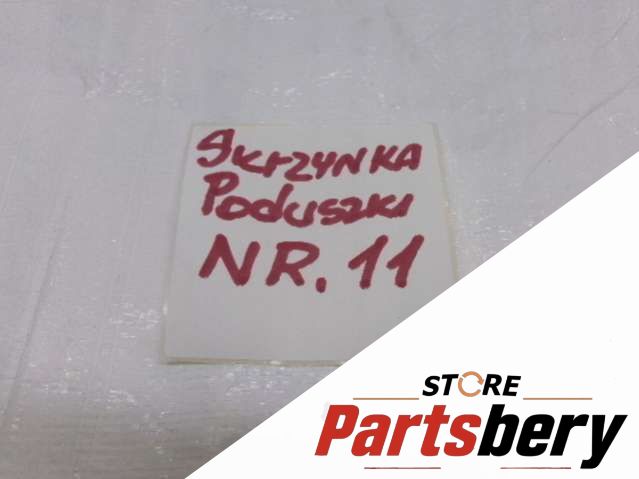 SKRZYNKA
PODUSZKI
NR. 11
STORE
Partsbery